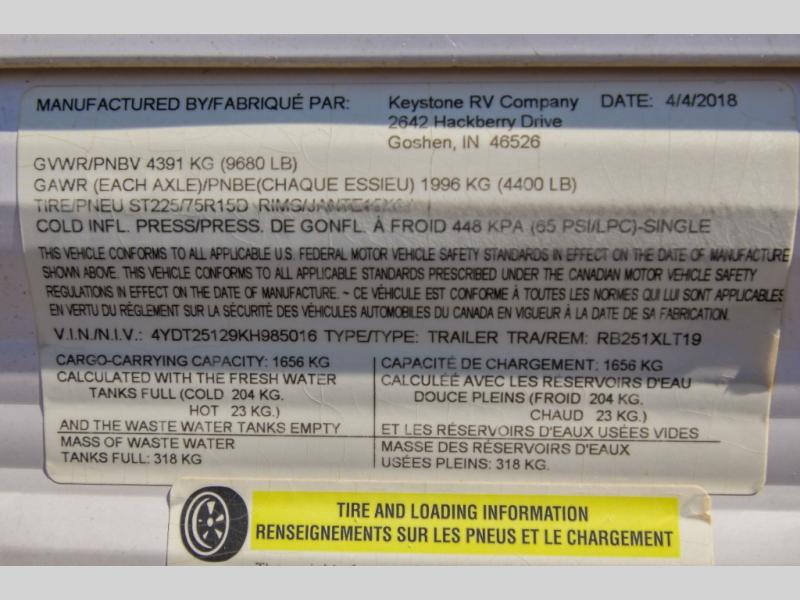 MANUFACTURED BY/FABRIQUÉ PAR: Keystone RV Company DATE: 4/4/2018
2642 Hackberry Drive
Goshen, IN 46526
GVWR/PNBV 4391 KG (9680 LB)
GAWR (EACH AXLE)/PNBE(CHAQUE ESSIEU) 1996 KG (4400 LB)
TIRE/PNEU ST225/75R15D RIMS/JANTE
COLD INFL. PRESS/PRESS. DE GONFL. À FROID 448 KPA (65 PSI/LPC)-SINGLE
THIS VEHICLE CONFORMS TO ALL APPLICABLE U.S. FEDERAL MOTOR VEHICLE SAFETY STANDARDS IN EFFECT ON THE DATE OF MANUFACTURE
SHOWN ABOVE. THIS VEHICLE CONFORMS TO ALL APPLICABLE STANDARDS PRESCRIBED UNDER THE CANADIAN MOTOR VEHICLE SAFETY
REGULATIONS IN EFFECT ON THE DATE OF MANUFACTURE. ~ CE VÉHICULE EST CONFORME À TOUTES LES NORMES QUI LUI SONT APPLICABLES
EN VERTU DU RÉGLEMENT SUR LA SÉCURITÉ DES VÉHICULES AUTOMOBILES DU CANADA EN VIGUEUR À LA DATE DE SA FABRICATION.
V.I.N./N.I.V.: 4YDT25129KH985016 TYPE/TYPE: TRAILER TRA/REM: RB251XLT19
CARGO-CARRYING CAPACITY: 1656 KG
CALCULATED WITH THE FRESH WATER
TANKS FULL (COLD 204 KG.
HOT 23 KG.)
AND THE WASTE WATER TANKS EMPTY
MASS OF WASTE WATER
TANKS FULL: 318 KG.
CAPACITÉ DE CHARGEMENT: 1656 KG
CALCULÉE AVEC LES RÉSERVOIRS D'EAU
DOUCE PLEINS (FROID 204 KG.
CHAUD 23 KG.)
ET LES RÉSERVOIRS D'EAUX USÉES VIDES
MASSE DES RÉSERVOIRS D'EAUX
USÉES PLEINS: 318 KG.
TIRE AND LOADING INFORMATION
RENSEIGNEMENTS SUR LES PNEUS ET LE CHARGEMENT